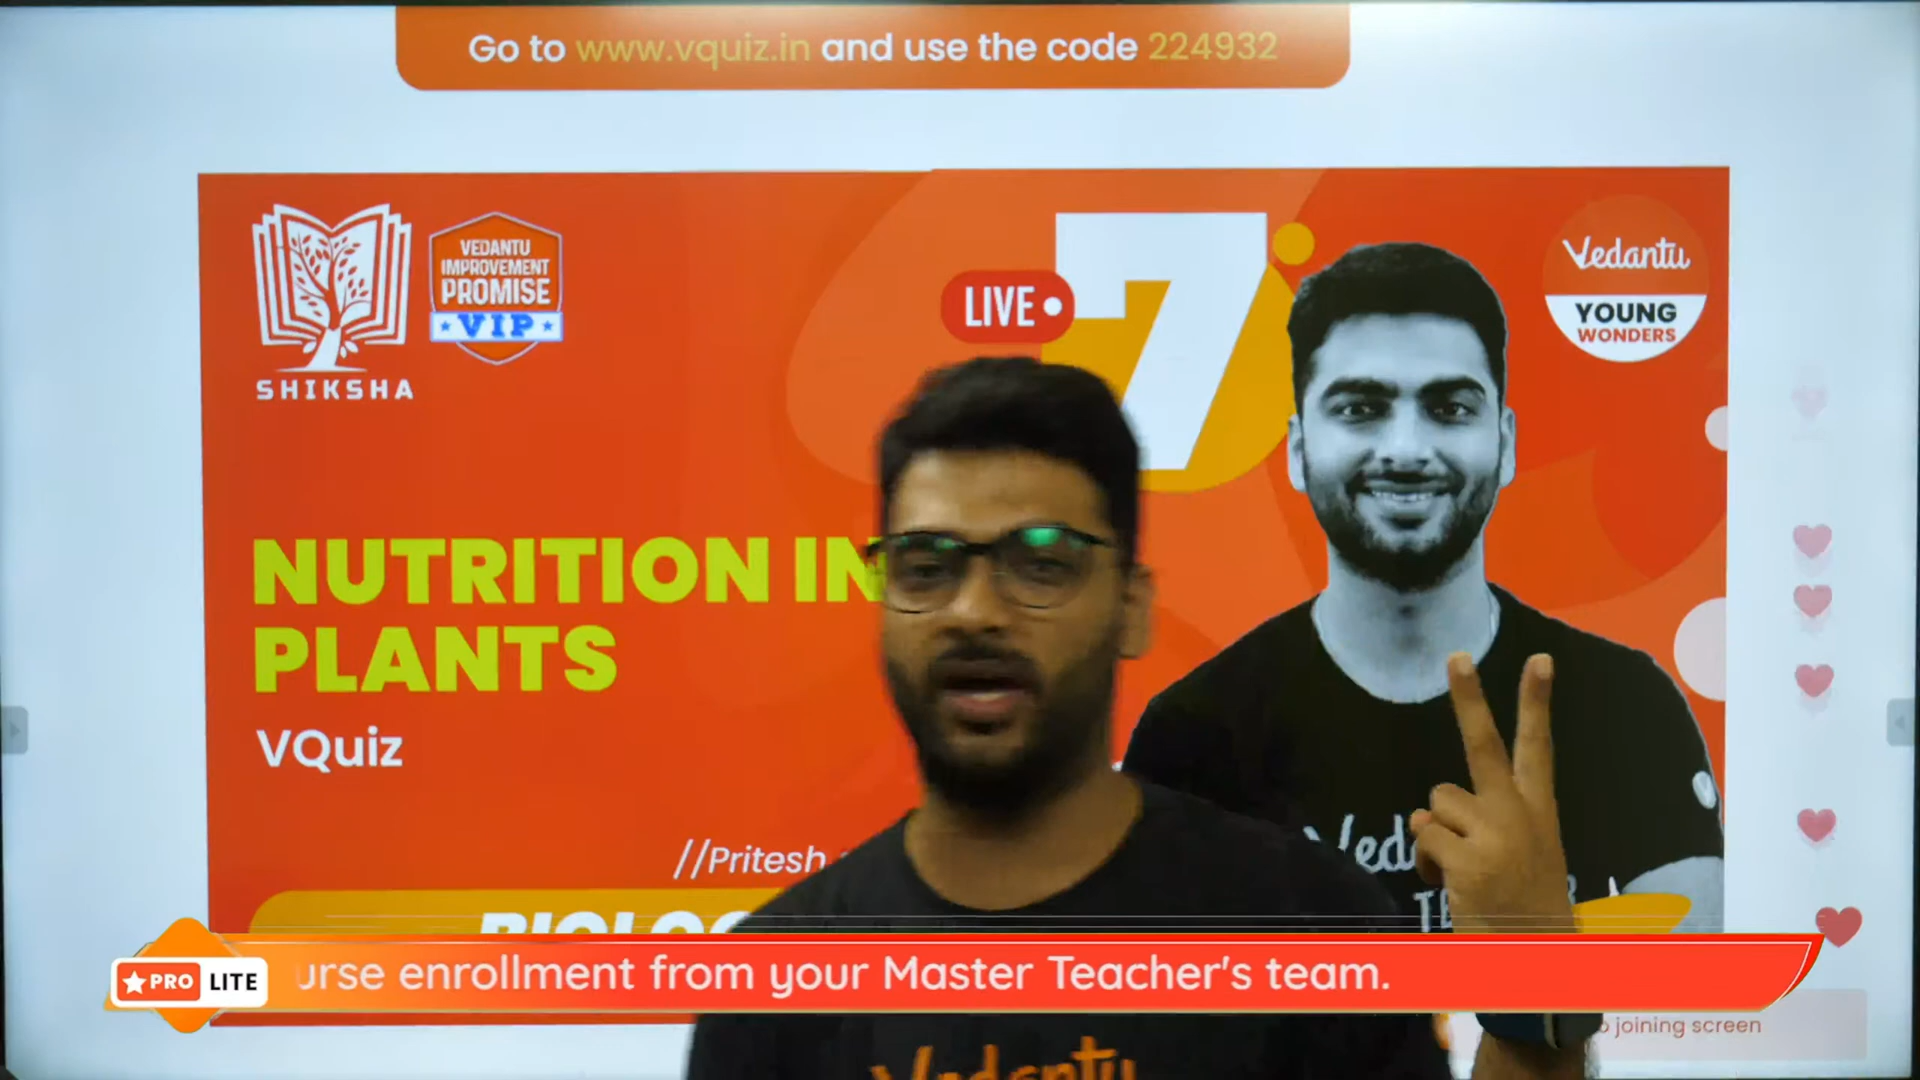 Go to www.vquiz.in and use the code 224932
SHIKSHA
VEDANTU
IMPROVEMENT
PROMISE
VIP
LIVE
7
Vedantu
YOUNG
WONDERS
NUTRITION IN
PLANTS
VQuiz
//Pritesh
PRO LITE
enrollment from your Master Teacher's team.
joining screen
Vedantu